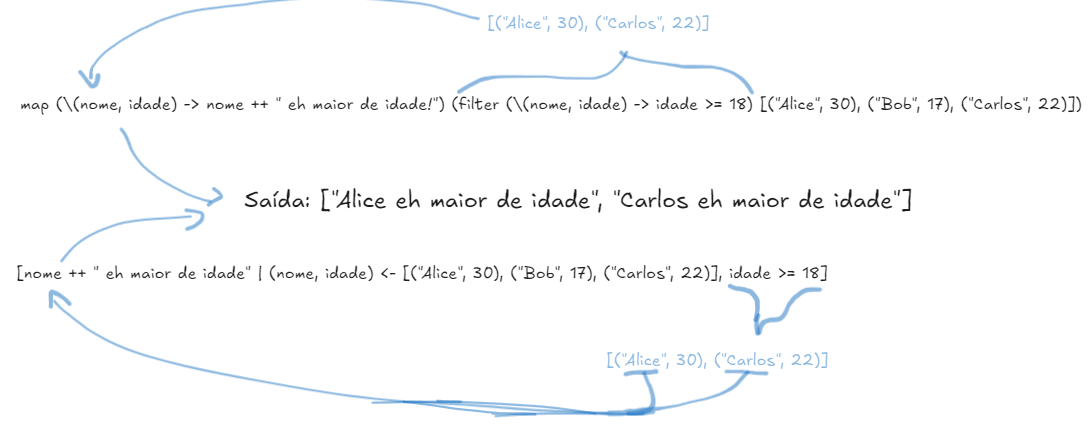 [("Alice", 30), ("Carlos", 22)]
map (\(nome, idade) -> nome ++ " eh maior de idade!") (filter (\(nome, idade) -> idade >= 18) [("Alice", 30), ("Bob", 17), ("Carlos", 22)])
Saída: ["Alice eh maior de idade", "Carlos eh maior de idade"]
[nome ++ " eh maior de idade" | (nome, idade) <- [("Alice", 30), ("Bob", 17), ("Carlos", 22)], idade >= 18]
[("Alice", 30), ("Carlos", 22)]